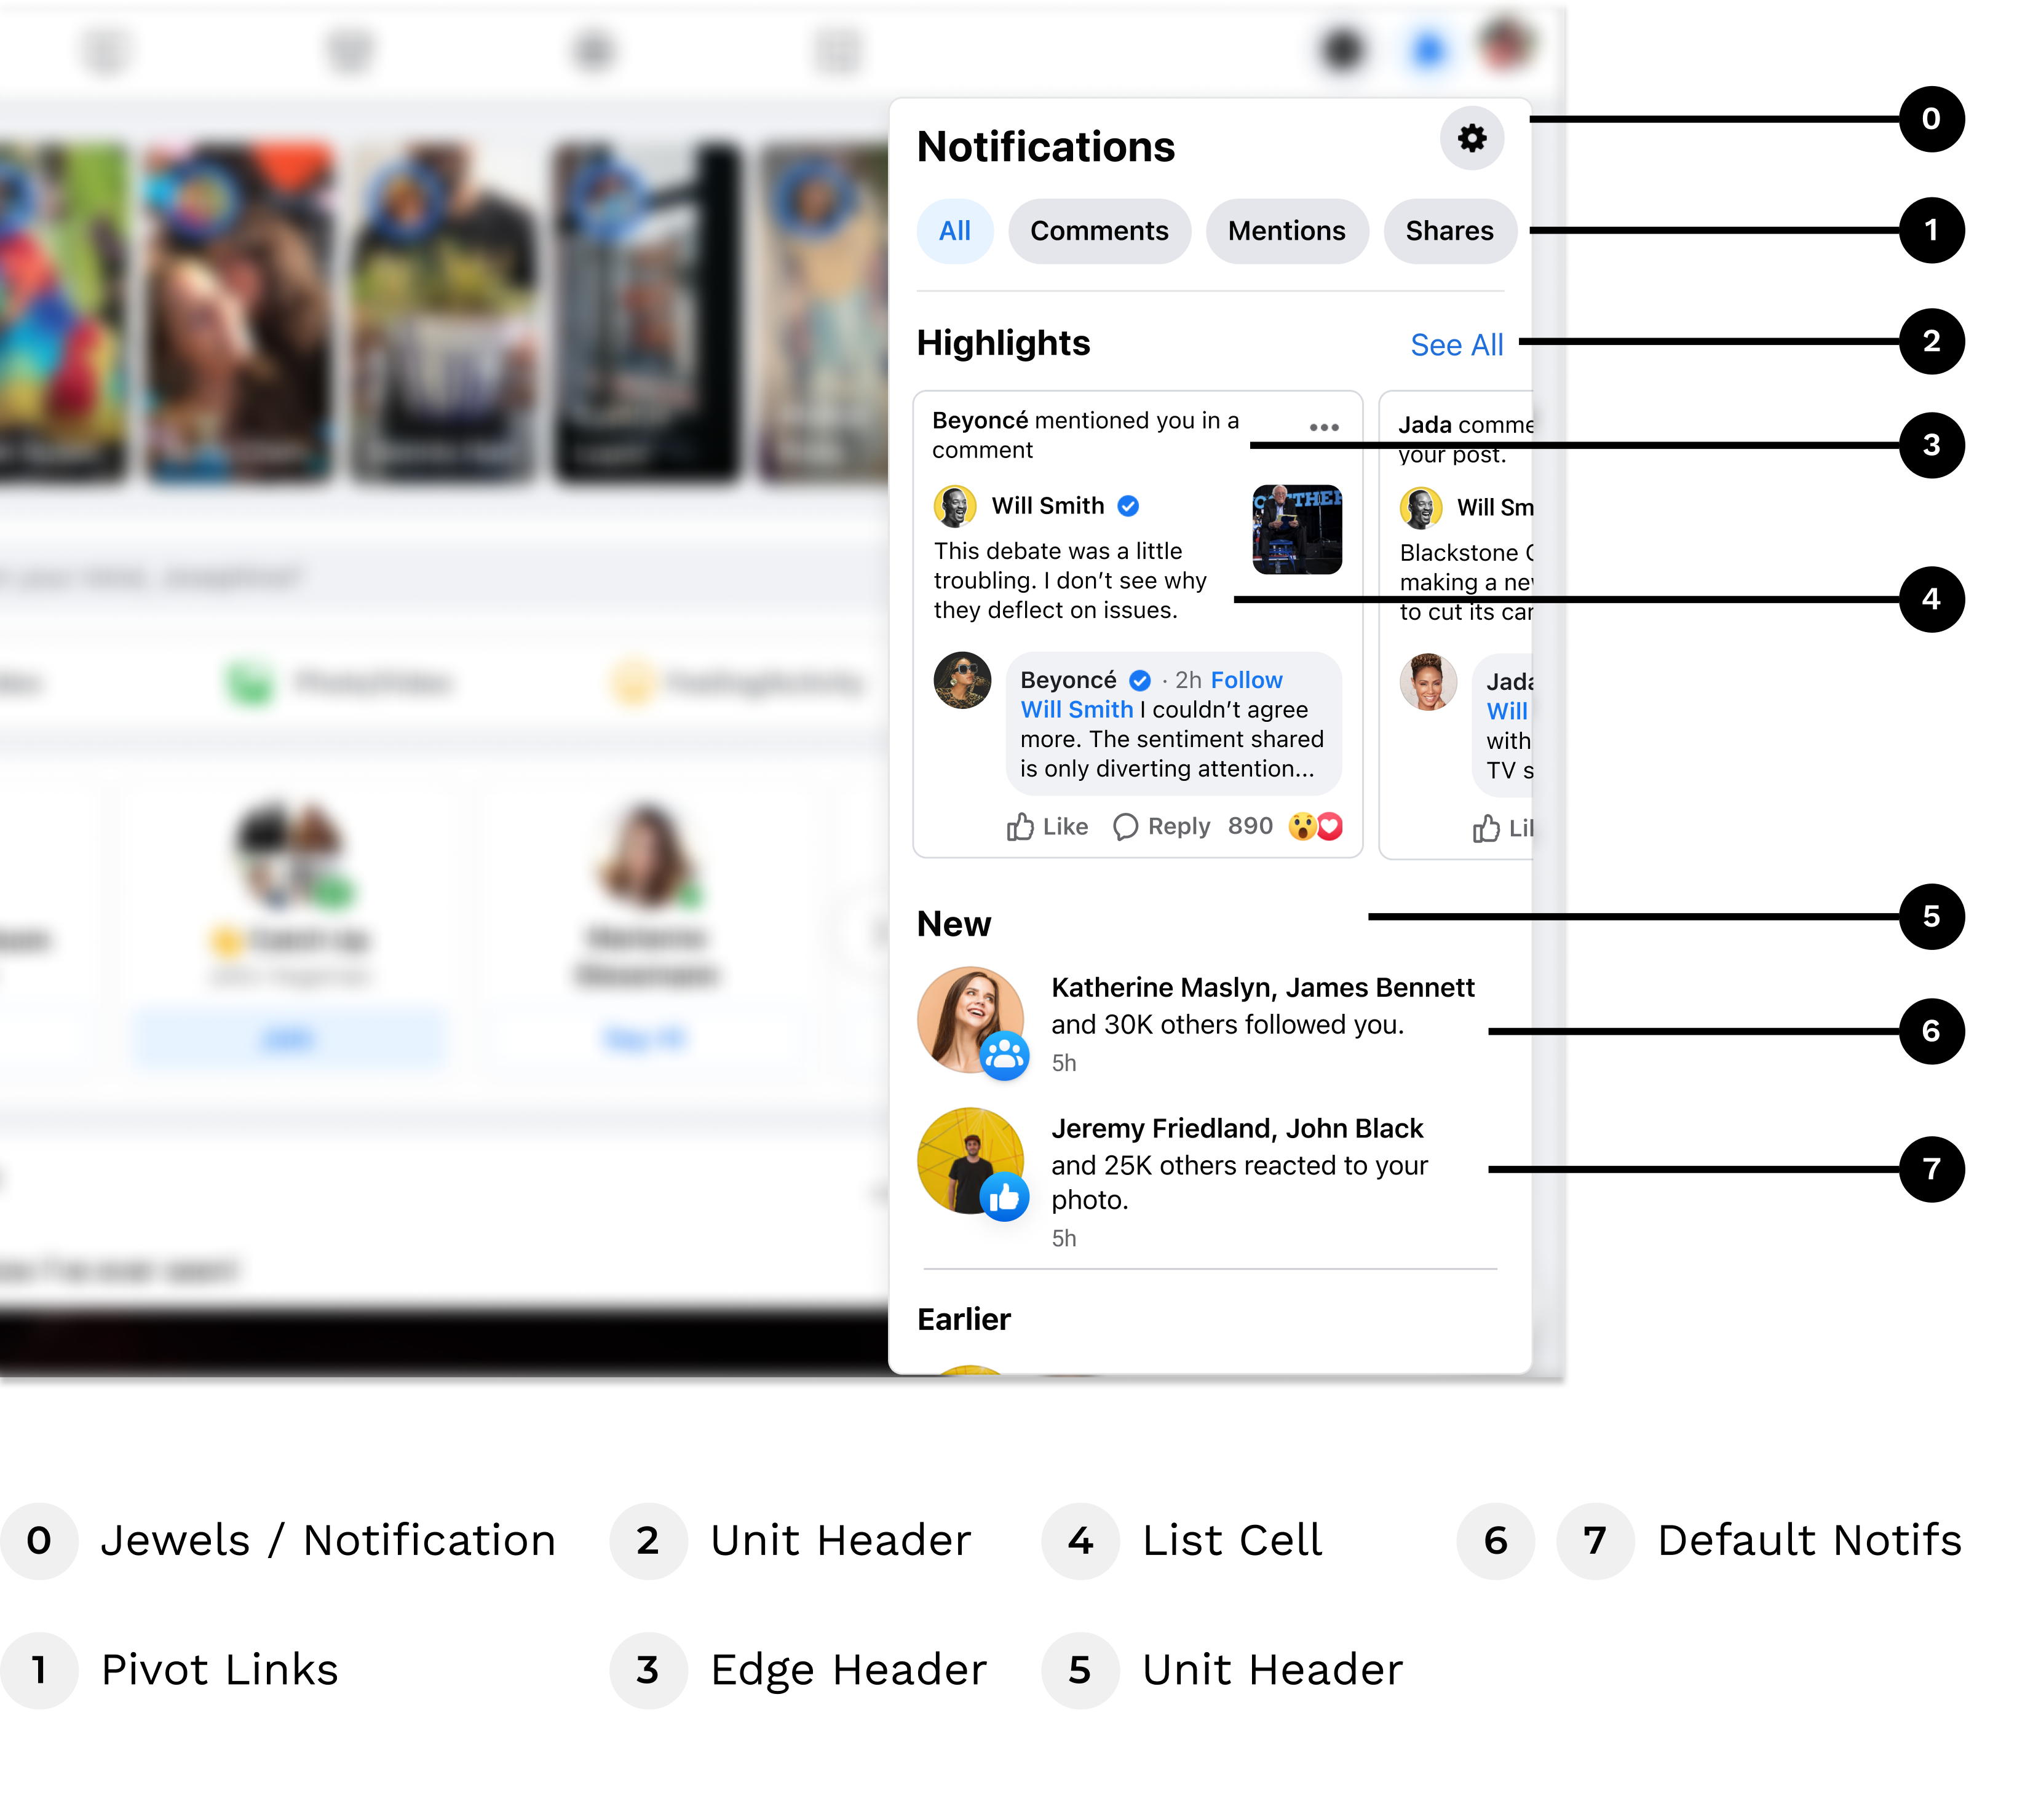 Notifications
0
All Comments Mentions Shares
1
Highlights See All
2
Beyoncé mentioned you in a
comment
Jada comme
your post.
3
Will Smith
This debate was a little
troubling. I don't see why
they deflect on issues.
Will Sm
Blackstone
making a ne
to cut its car
4
Beyoncé · 2h Follow
Will Smith I couldn't agree
more. The sentiment shared
is only diverting attention...
Like Reply 890
Jada
Will
with
TV s
New
5
Katherine Maslyn, James Bennett
and 30K others followed you.
5h
6
Jeremy Friedland, John Black
and 25K others reacted to your
photo.
5h
7
Earlier
0 Jewels / Notification
2 Unit Header
4 List Cell
6 7 Default Notifs
1 Pivot Links
3 Edge Header
5 Unit Header